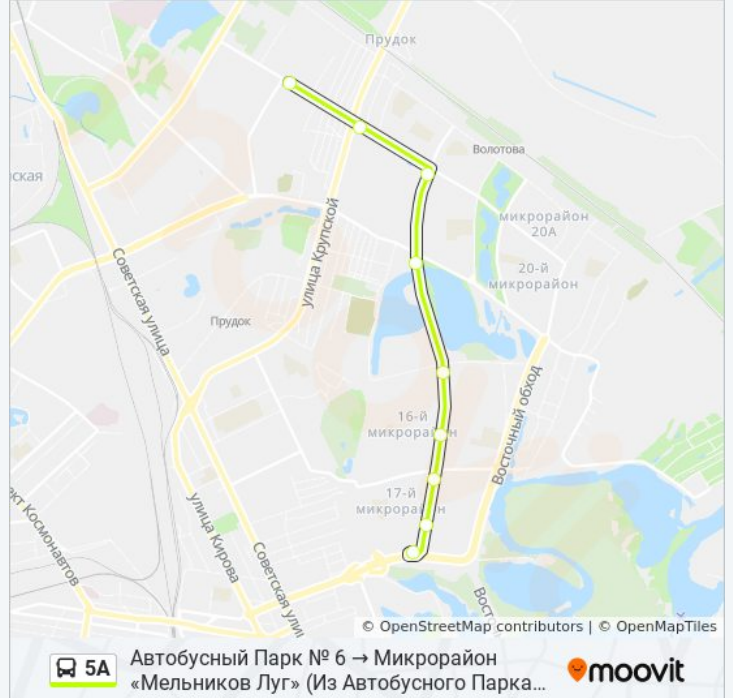 Прудок
Волотова
ская
микрорайон
20А
улица Крупской
20-й
микрорайон
Советская улица
Прудок
Восточный обход
16-й
микрорайон
17-й
микрорайон
ект Космонавтов
улица Кирова
Советская ули
Вост
© OpenStreetMap contributors | © OpenMapTiles
5А Автобусный Парк № 6 → Микрорайон
«Мельников Луг» (Из Автобусного Парка...
moovit